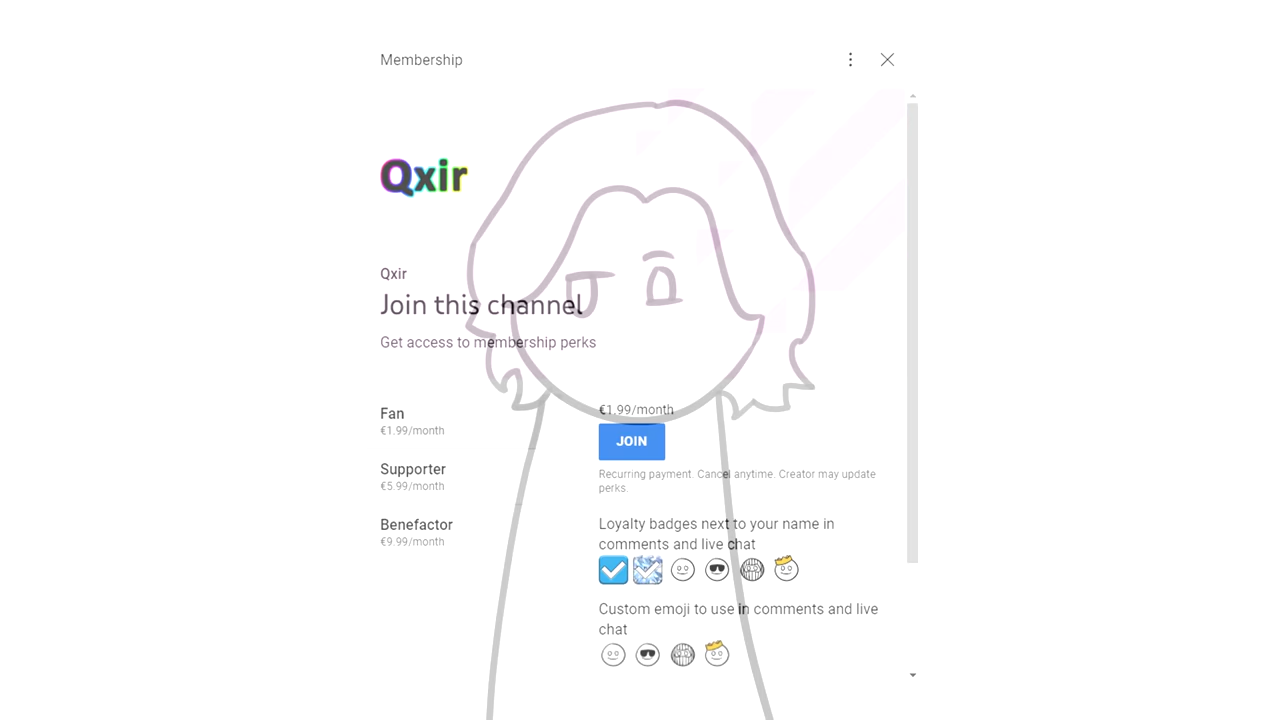 Membership
Qxir
Qxir
Join this channel
Get access to membership perks
Fan
€1.99/month
Supporter
€5.99/month
Benefactor
€9.99/month
€1.99/month
JOIN
Recurring payment. Cancel anytime. Creator may update
perks.
Loyalty badges next to your name in
comments and live chat
Custom emoji to use in comments and live
chat